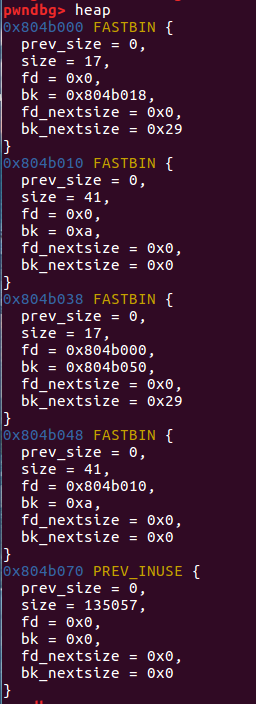 pwndbg> heap
0x804b000 FASTBIN {
  prev_size = 0,
  size = 17,
  fd = 0x0,
  bk = 0x804b018,
  fd_nextsize = 0x0,
  bk_nextsize = 0x29
}
0x804b010 FASTBIN {
  prev_size = 0,
  size = 41,
  fd = 0x0,
  bk = 0xa,
  fd_nextsize = 0x0,
  bk_nextsize = 0x0
}
0x804b038 FASTBIN {
  prev_size = 0,
  size = 17,
  fd = 0x804b000,
  bk = 0x804b050,
  fd_nextsize = 0x0,
  bk_nextsize = 0x29
}
0x804b048 FASTBIN {
  prev_size = 0,
  size = 41,
  fd = 0x804b010,
  bk = 0xa,
  fd_nextsize = 0x0,
  bk_nextsize = 0x0
}
0x804b070 PREV_INUSE {
  prev_size = 0,
  size = 135057,
  fd = 0x0,
  bk = 0x0,
  fd_nextsize = 0x0,
  bk_nextsize = 0x0
}